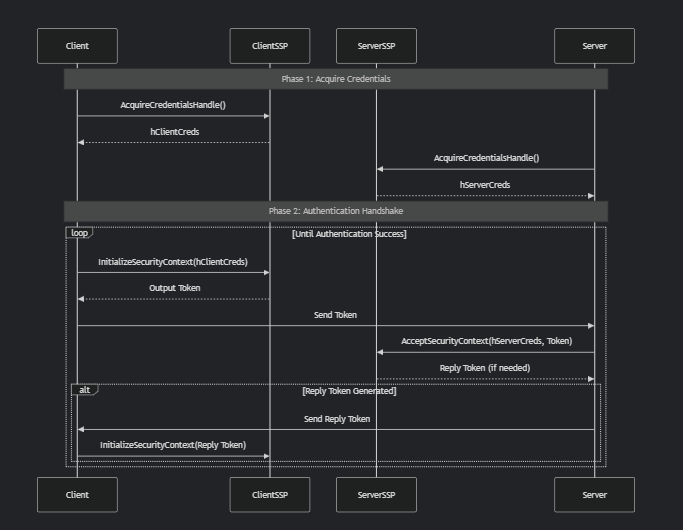 Client ClientSSP ServerSSP Server
Phase 1: Acquire Credentials
AcquireCredentialsHandle()
hClientCreds
AcquireCredentialsHandle()
hServerCreds
Phase 2: Authentication Handshake
loop [Until Authentication Success]
InitializeSecurityContext(hClientCreds)
Output Token
Send Token
AcceptSecurityContext(hServerCreds, Token)
Reply Token (if needed)
alt [Reply Token Generated]
Send Reply Token
InitializeSecurityContext(Reply Token)
Client ClientSSP ServerSSP Server